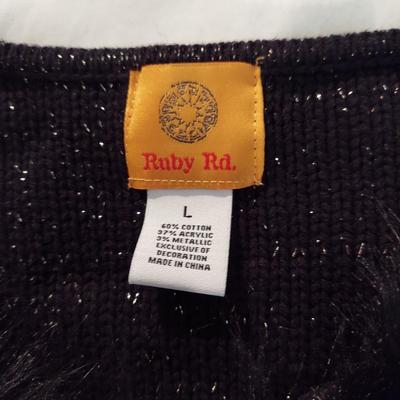 Ruby Rd.
L
60% COTTON
37% ACRYLIC
3% METALLIC
EXCLUSIVE OF
DECORATION
MADE IN CHINA